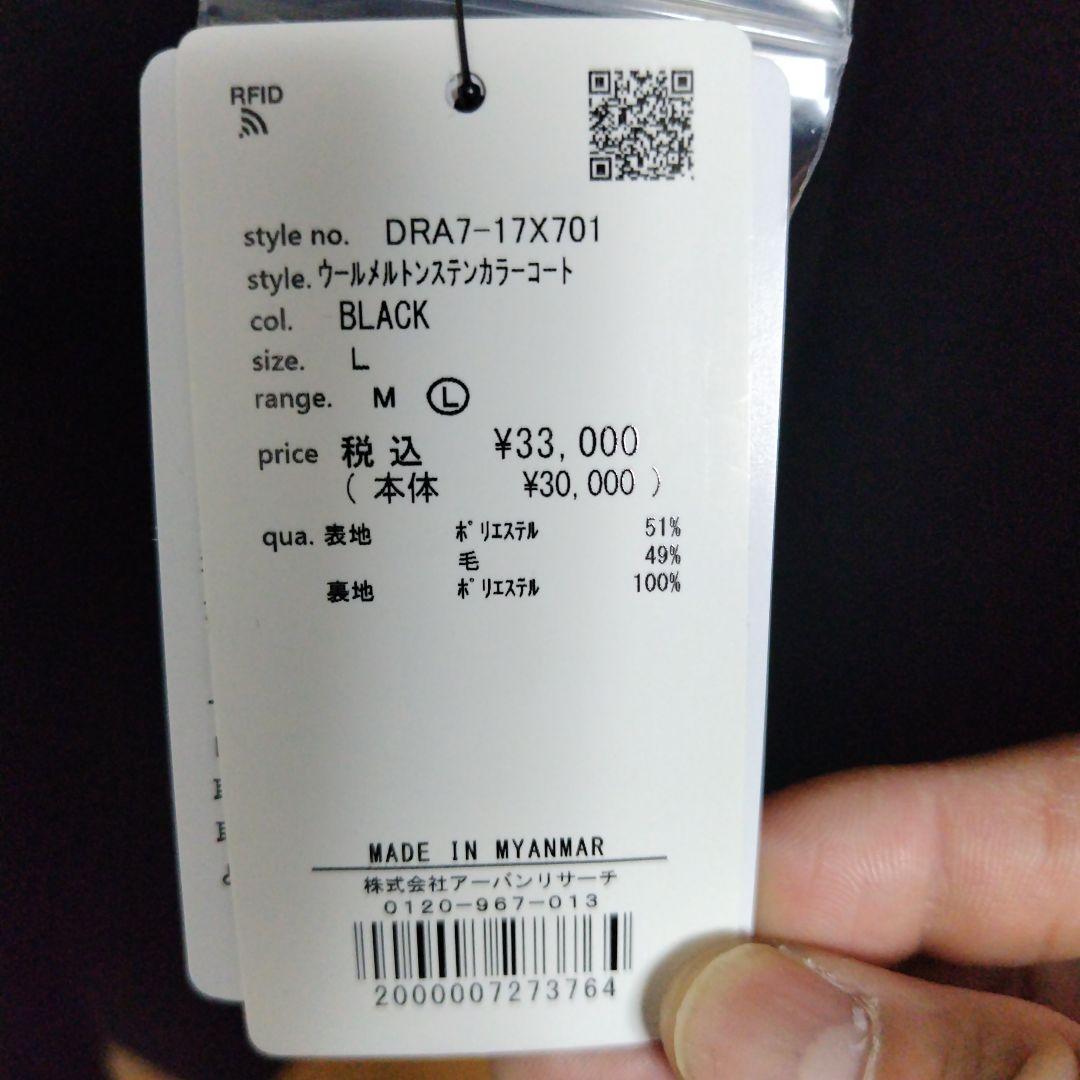 RFID
style no. DRA7-17X701
style. ウールメルトンステンカラーコート
col. BLACK
size. L
range. M Ⓛ
price 税込 ¥33,000
( 本体 ¥30,000 )
qua. 表地 ポリエステル 51%
毛 49%
裏地 ポリエステル 100%
MADE IN MYANMAR
株式会社アーバンリサーチ
0120-967-013
2000007273764